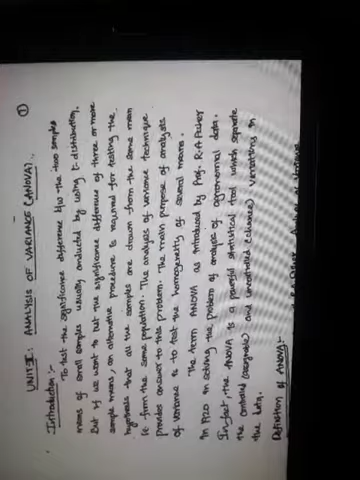 ①
UNIT-I: ANALYSIS OF VARIANCE (ANOVA):
Introduction:-
To test the significance difference b/w the two samples
means of small samples usually conducted by using t-distribution.
But if we want to test the significance difference of three or more
sample means, an alternative procedure is required for testing the
hypothesis that all the samples are drawn from the same mean
ie from the same population. The analysis of variance technique
provides answer to this problem. The main purpose of analysis
of variance is to test the homogeneity of several means.
The term ANOVA as introduced by Prof. R.A Fisher
in 1920 in solving the problem of analysis of agronomial data.
Infact, the ANOVA is a powerful statistical tool which separate
the controlled (assignable) and uncontrolled (chance) variations in
the data.
Definition of ANOVA:-